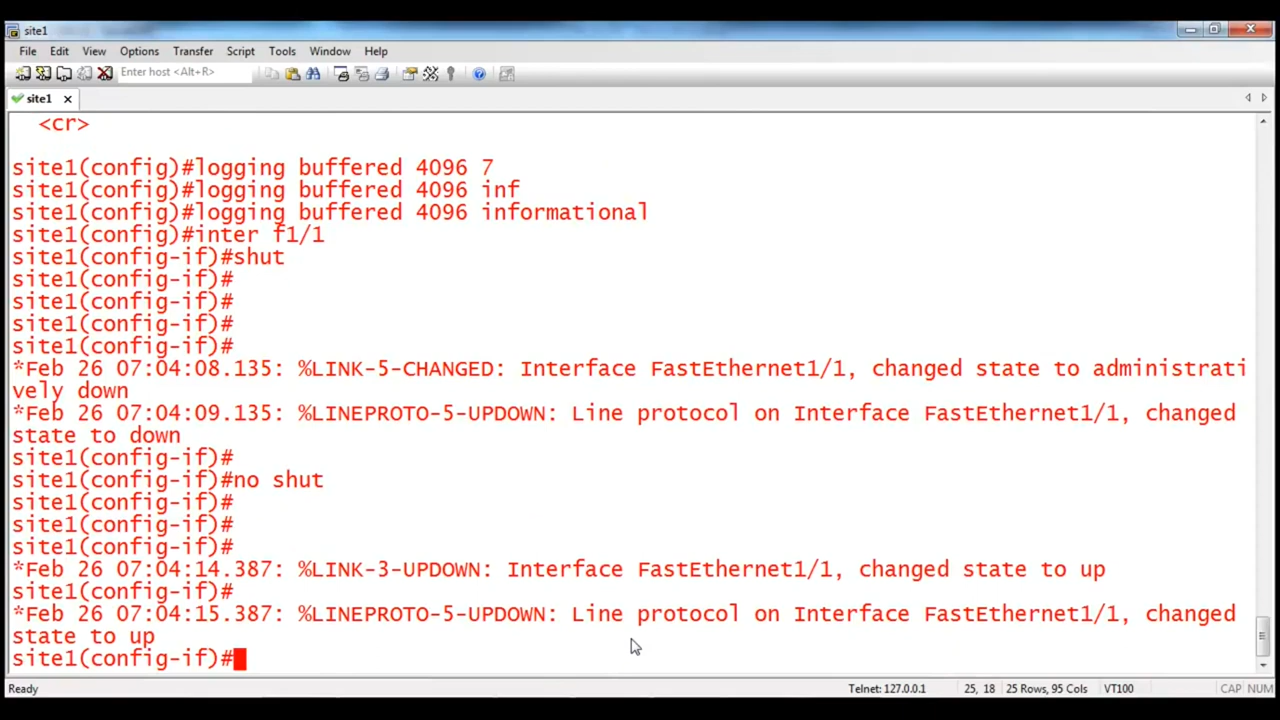 site1
File Edit View Options Transfer Script Tools Window Help
Enter host <Alt+R>
site1
<cr>
site1(config)#logging buffered 4096 7
site1(config)#logging buffered 4096 inf
site1(config)#logging buffered 4096 informational
site1(config)#inter f1/1
site1(config-if)#shut
site1(config-if)#
site1(config-if)#
site1(config-if)#
site1(config-if)#
*Feb 26 07:04:08.135: %LINK-5-CHANGED: Interface FastEthernet1/1, changed state to administrati
vely down
*Feb 26 07:04:09.135: %LINEPROTO-5-UPDOWN: Line protocol on Interface FastEthernet1/1, changed
state to down
site1(config-if)#
site1(config-if)#no shut
site1(config-if)#
site1(config-if)#
site1(config-if)#
*Feb 26 07:04:14.387: %LINK-3-UPDOWN: Interface FastEthernet1/1, changed state to up
site1(config-if)#
*Feb 26 07:04:15.387: %LINEPROTO-5-UPDOWN: Line protocol on Interface FastEthernet1/1, changed
state to up
site1(config-if)#
Ready Telnet: 127.0.0.1 25, 18 25 Rows, 95 Cols VT100 CAP NUM